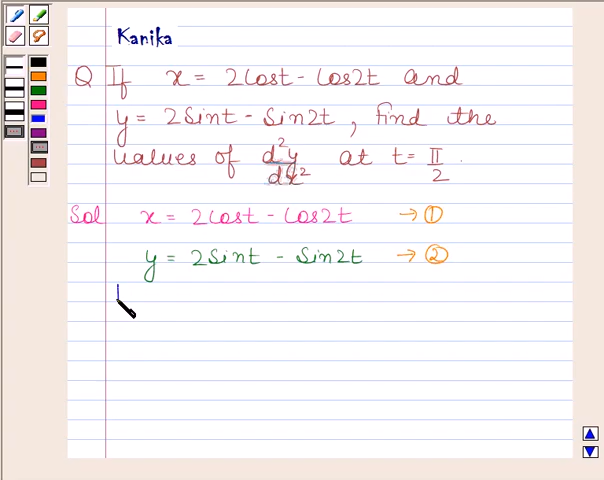 Kanika
Q If x = 2Cost - Cos2t and
y = 2Sint - Sin2t, find the
values of d²y/dx² at t = π/2.
Sol x = 2Cost - Cos2t → ①
y = 2Sint - Sin2t → ②